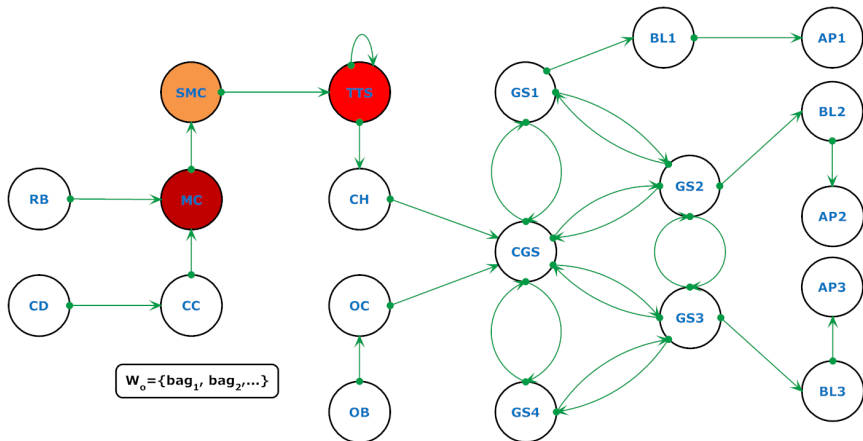 BL1
AP1
SMC
TTS
GS1
BL2
RB
MC
CH
GS2
AP2
CGS
CD
CC
OC
GS3
AP3
Wo={bag1, bag2,...}
OB
GS4
BL3